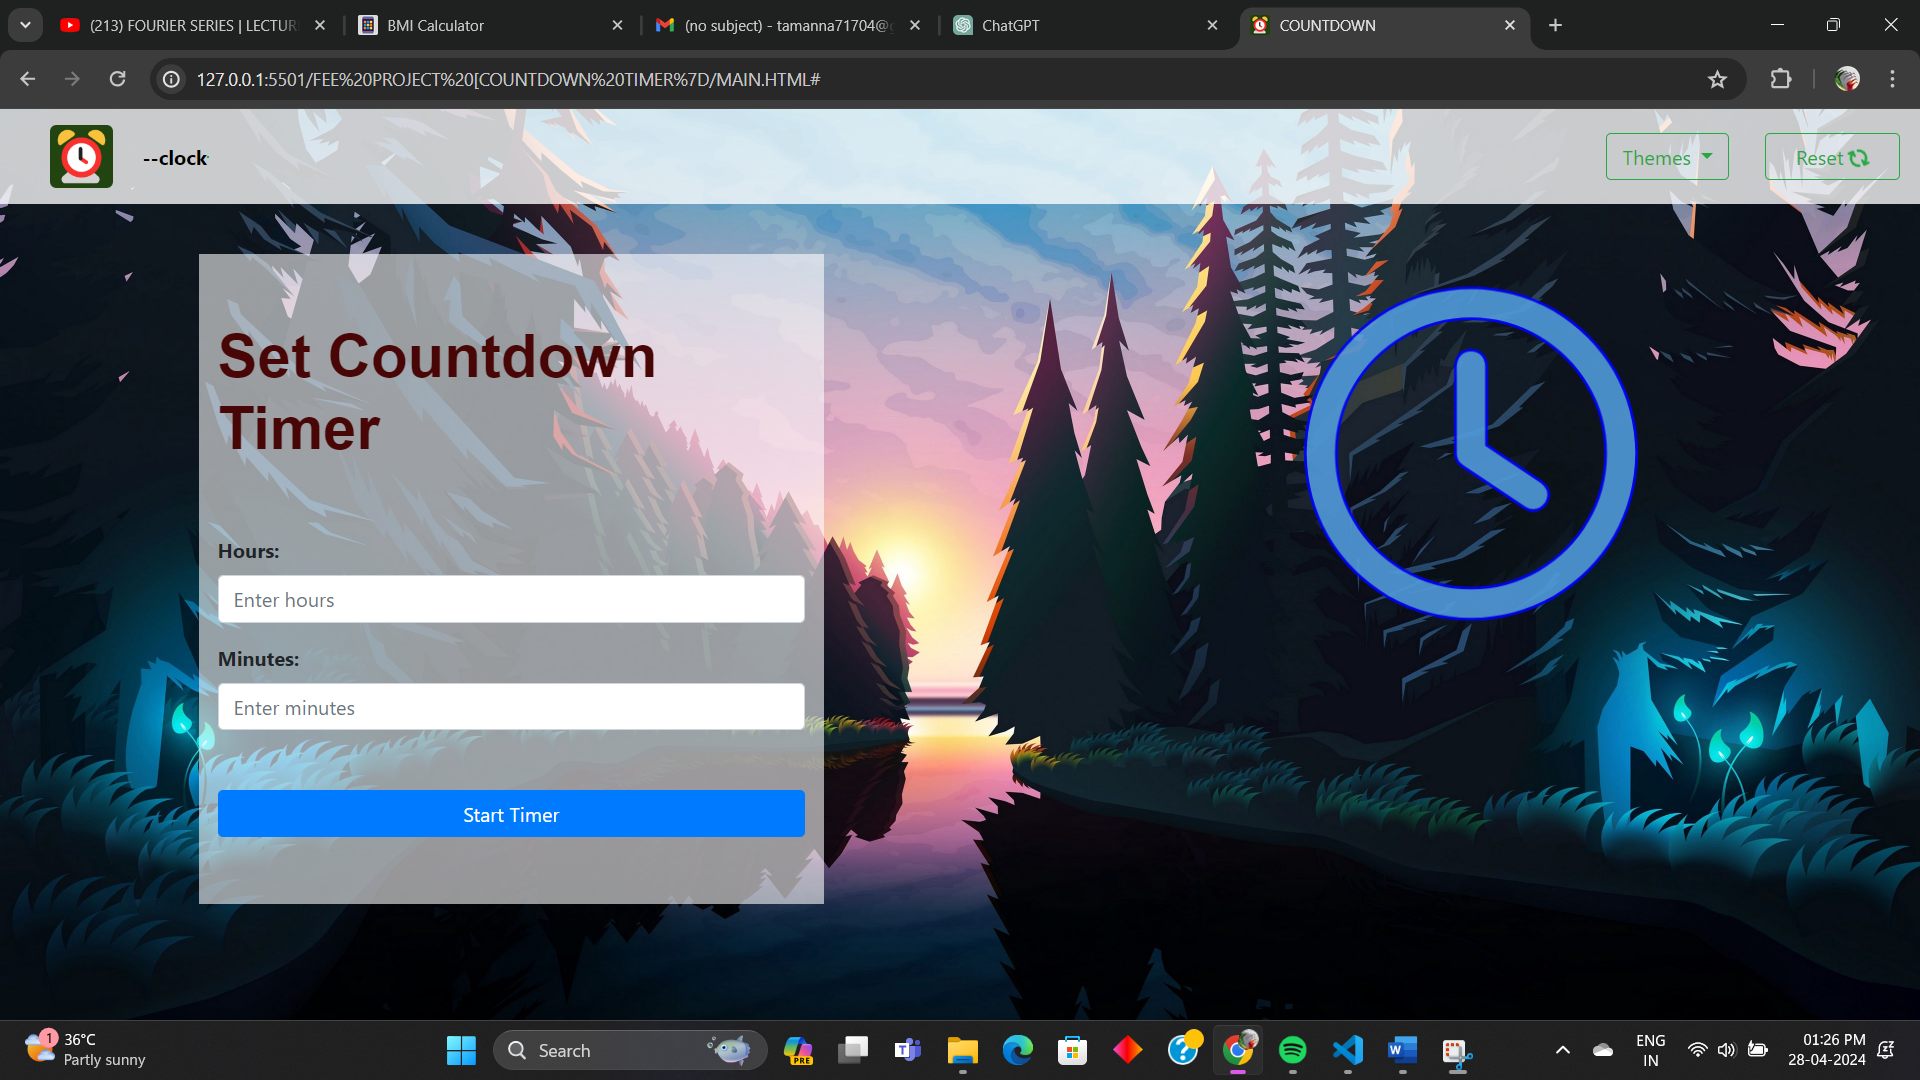 (213) FOURIER SERIES | LECTUR
BMI Calculator
(no subject) - tamanna71704@
ChatGPT
COUNTDOWN
127.0.0.1:5501/FEE%20PROJECT%20[COUNTDOWN%20TIMER%7D/MAIN.HTML#
--clock
Themes
Reset
Set Countdown
Timer
Hours:
Enter hours
Minutes:
Enter minutes
Start Timer
1
36°C
Partly sunny
Search
PRE
T
W
ENG
IN
01:26 PM
28-04-2024